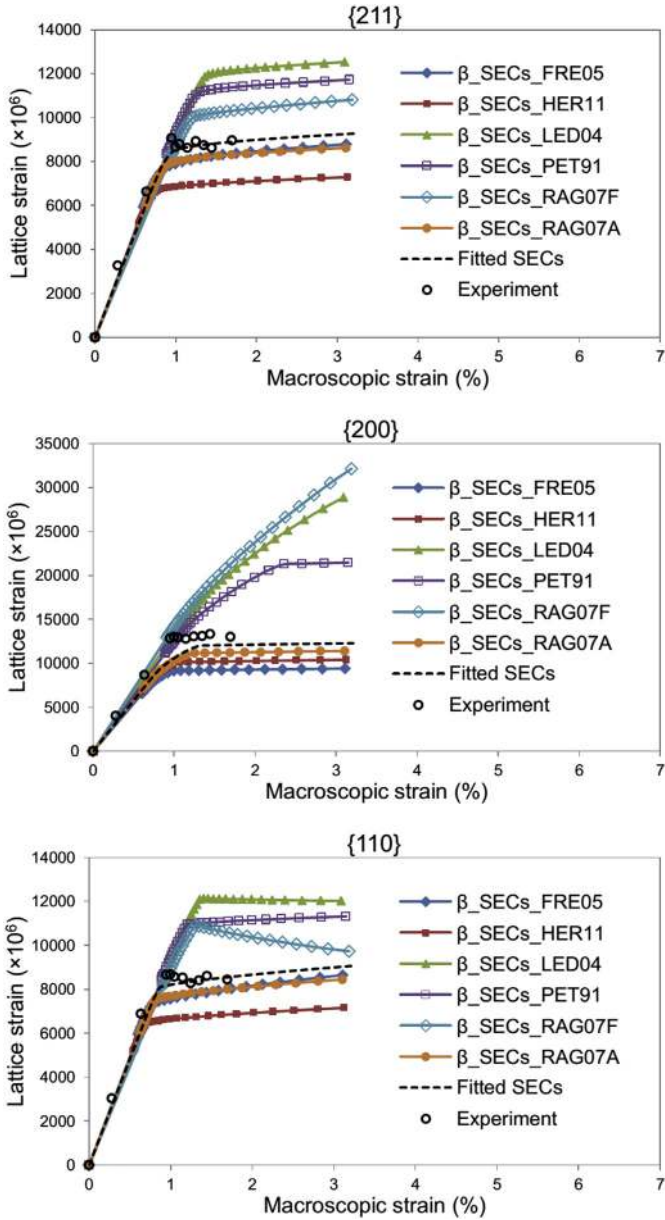 {211}
14000
12000
10000
8000
6000
4000
2000
0
Lattice strain (×10⁶)
β_SECs_FRE05
β_SECs_HER11
β_SECs_LED04
β_SECs_PET91
β_SECs_RAG07F
β_SECs_RAG07A
Fitted SECs
Experiment
0 1 2 3 4 5 6 7
Macroscopic strain (%)
{200}
35000
30000
25000
20000
15000
10000
5000
0
Lattice strain (×10⁶)
β_SECs_FRE05
β_SECs_HER11
β_SECs_LED04
β_SECs_PET91
β_SECs_RAG07F
β_SECs_RAG07A
Fitted SECs
Experiment
0 1 2 3 4 5 6 7
Macroscopic strain (%)
{110}
14000
12000
10000
8000
6000
4000
2000
0
Lattice strain (×10⁶)
β_SECs_FRE05
β_SECs_HER11
β_SECs_LED04
β_SECs_PET91
β_SECs_RAG07F
β_SECs_RAG07A
Fitted SECs
Experiment
0 1 2 3 4 5 6 7
Macroscopic strain (%)